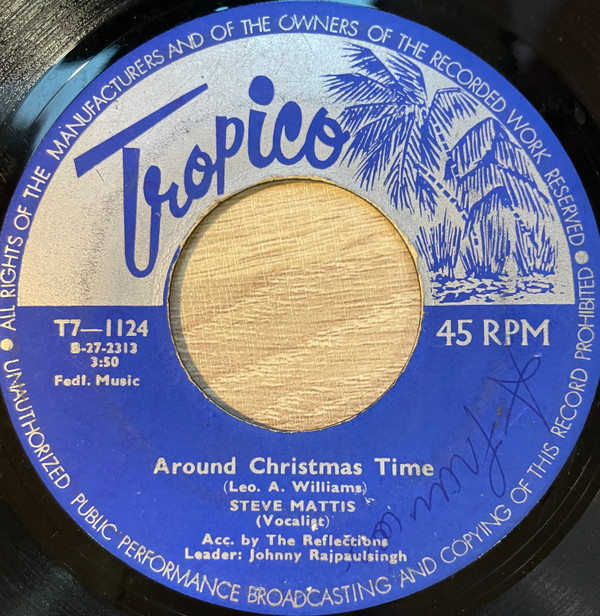 ALL RIGHTS OF THE MANUFACTURERS AND OF THE OWNERS OF THE RECORDED WORK RESERVED
Tropico
T7—1124
B-27-2313
3:50
Fedl. Music
45 RPM
Around Christmas Time
(Leo. A. Williams)
STEVE MATTIS
(Vocalist)
Acc. by The Reflections
Leader: Johnny Rajpaulsingh
UNAUTHORIZED PUBLIC PERFORMANCE BROADCASTING AND COPYING OF THIS RECORD PROHIBITED